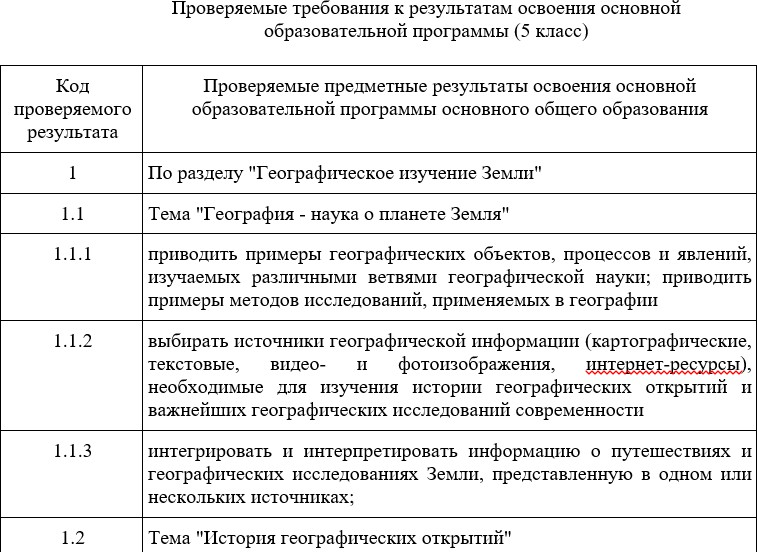 Проверяемые требования к результатам освоения основной
образовательной программы (5 класс)
Код
проверяемого
результата
Проверяемые предметные результаты освоения основной
образовательной программы основного общего образования
1
По разделу "Географическое изучение Земли"
1.1
Тема "География - наука о планете Земля"
1.1.1
приводить примеры географических объектов, процессов и явлений,
изучаемых различными ветвями географической науки; приводить
примеры методов исследований, применяемых в географии
1.1.2
выбирать источники географической информации (картографические,
текстовые, видео- и фотоизображения, интернет-ресурсы),
необходимые для изучения истории географических открытий и
важнейших географических исследований современности
1.1.3
интегрировать и интерпретировать информацию о путешествиях и
географических исследованиях Земли, представленную в одном или
нескольких источниках;
1.2
Тема "История географических открытий"